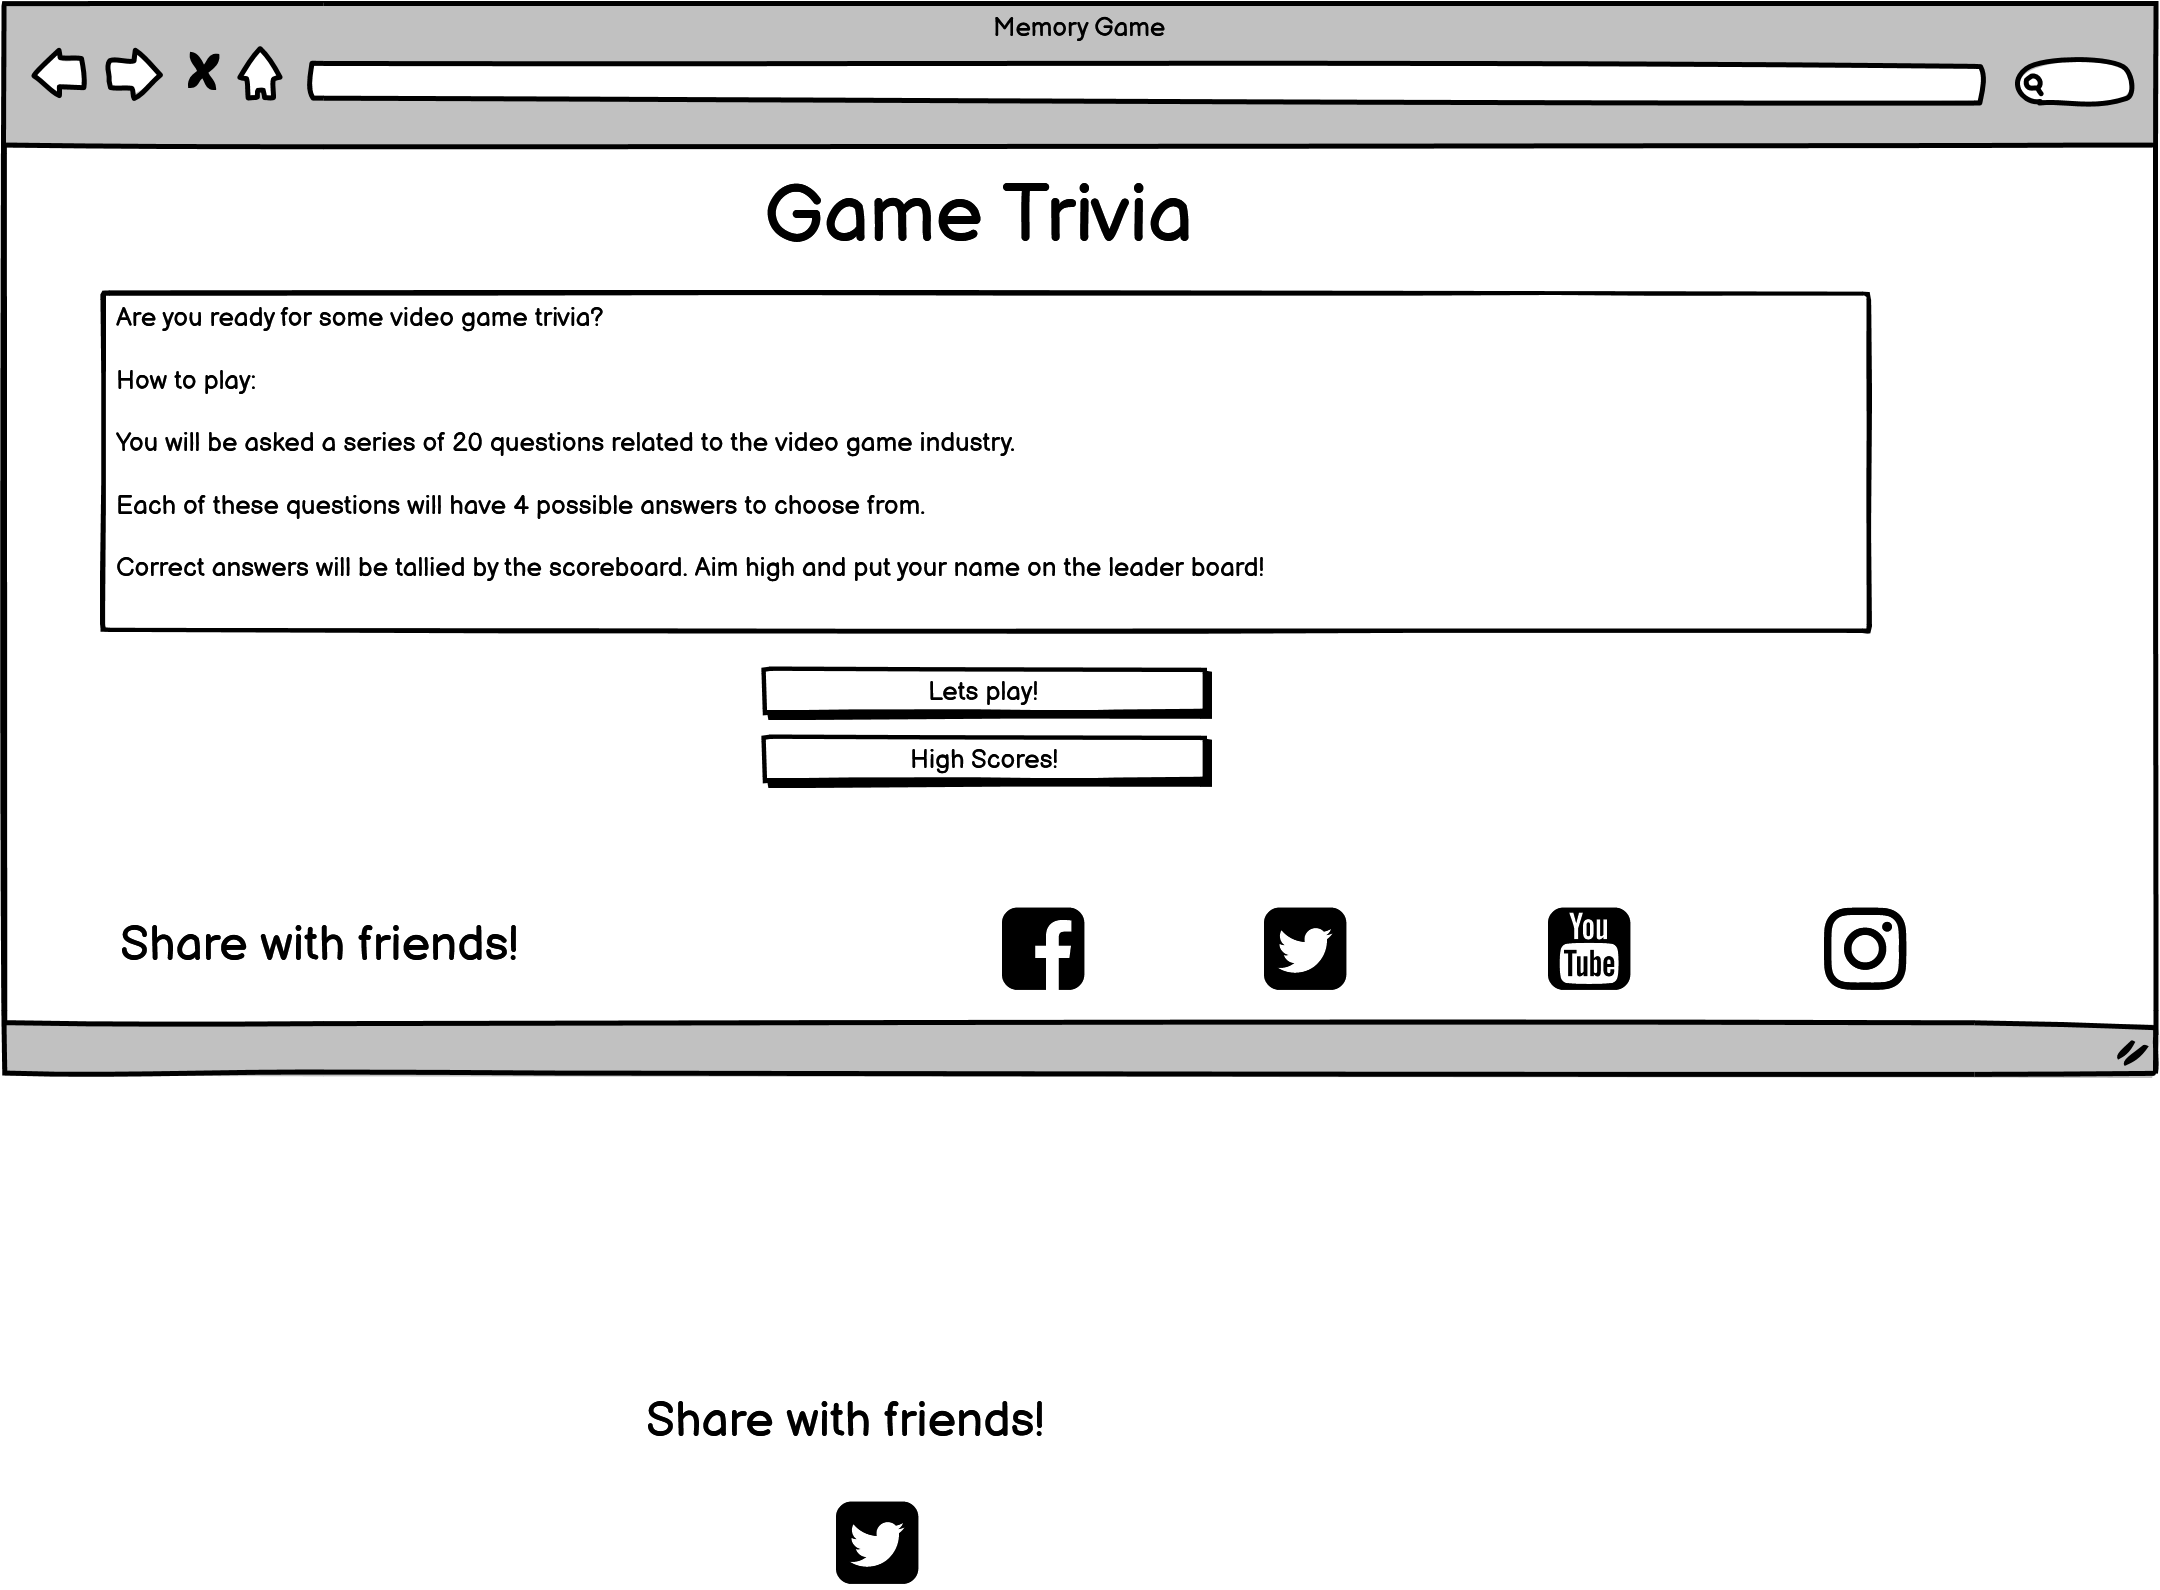 Memory Game
Game Trivia
Are you ready for some video game trivia?
How to play:
You will be asked a series of 20 questions related to the video game industry.
Each of these questions will have 4 possible answers to choose from.
Correct answers will be tallied by the scoreboard. Aim high and put your name on the leader board!
Lets play!
High Scores!
Share with friends!
You
Tube
Share with friends!